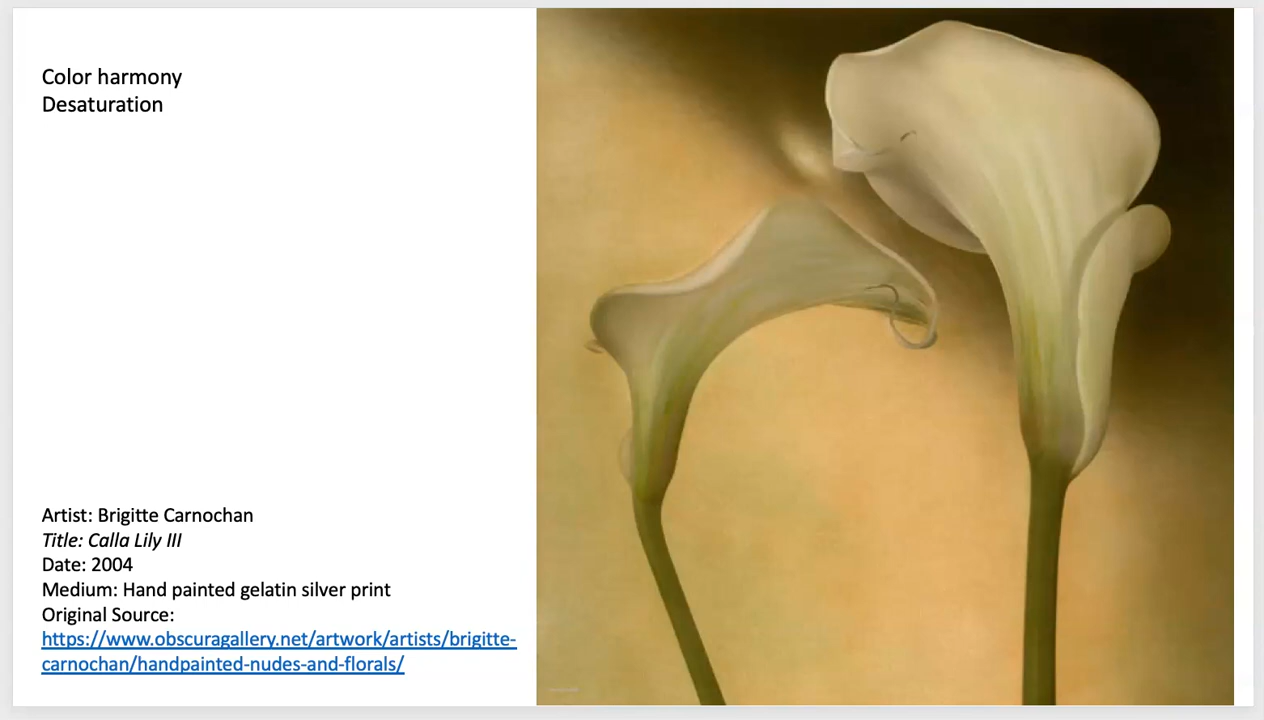 Color harmony
Desaturation
Artist: Brigitte Carnochan
Title: Calla Lily III
Date: 2004
Medium: Hand painted gelatin silver print
Original Source:
https://www.obscuragallery.net/artwork/artists/brigitte-
carnochan/handpainted-nudes-and-florals/